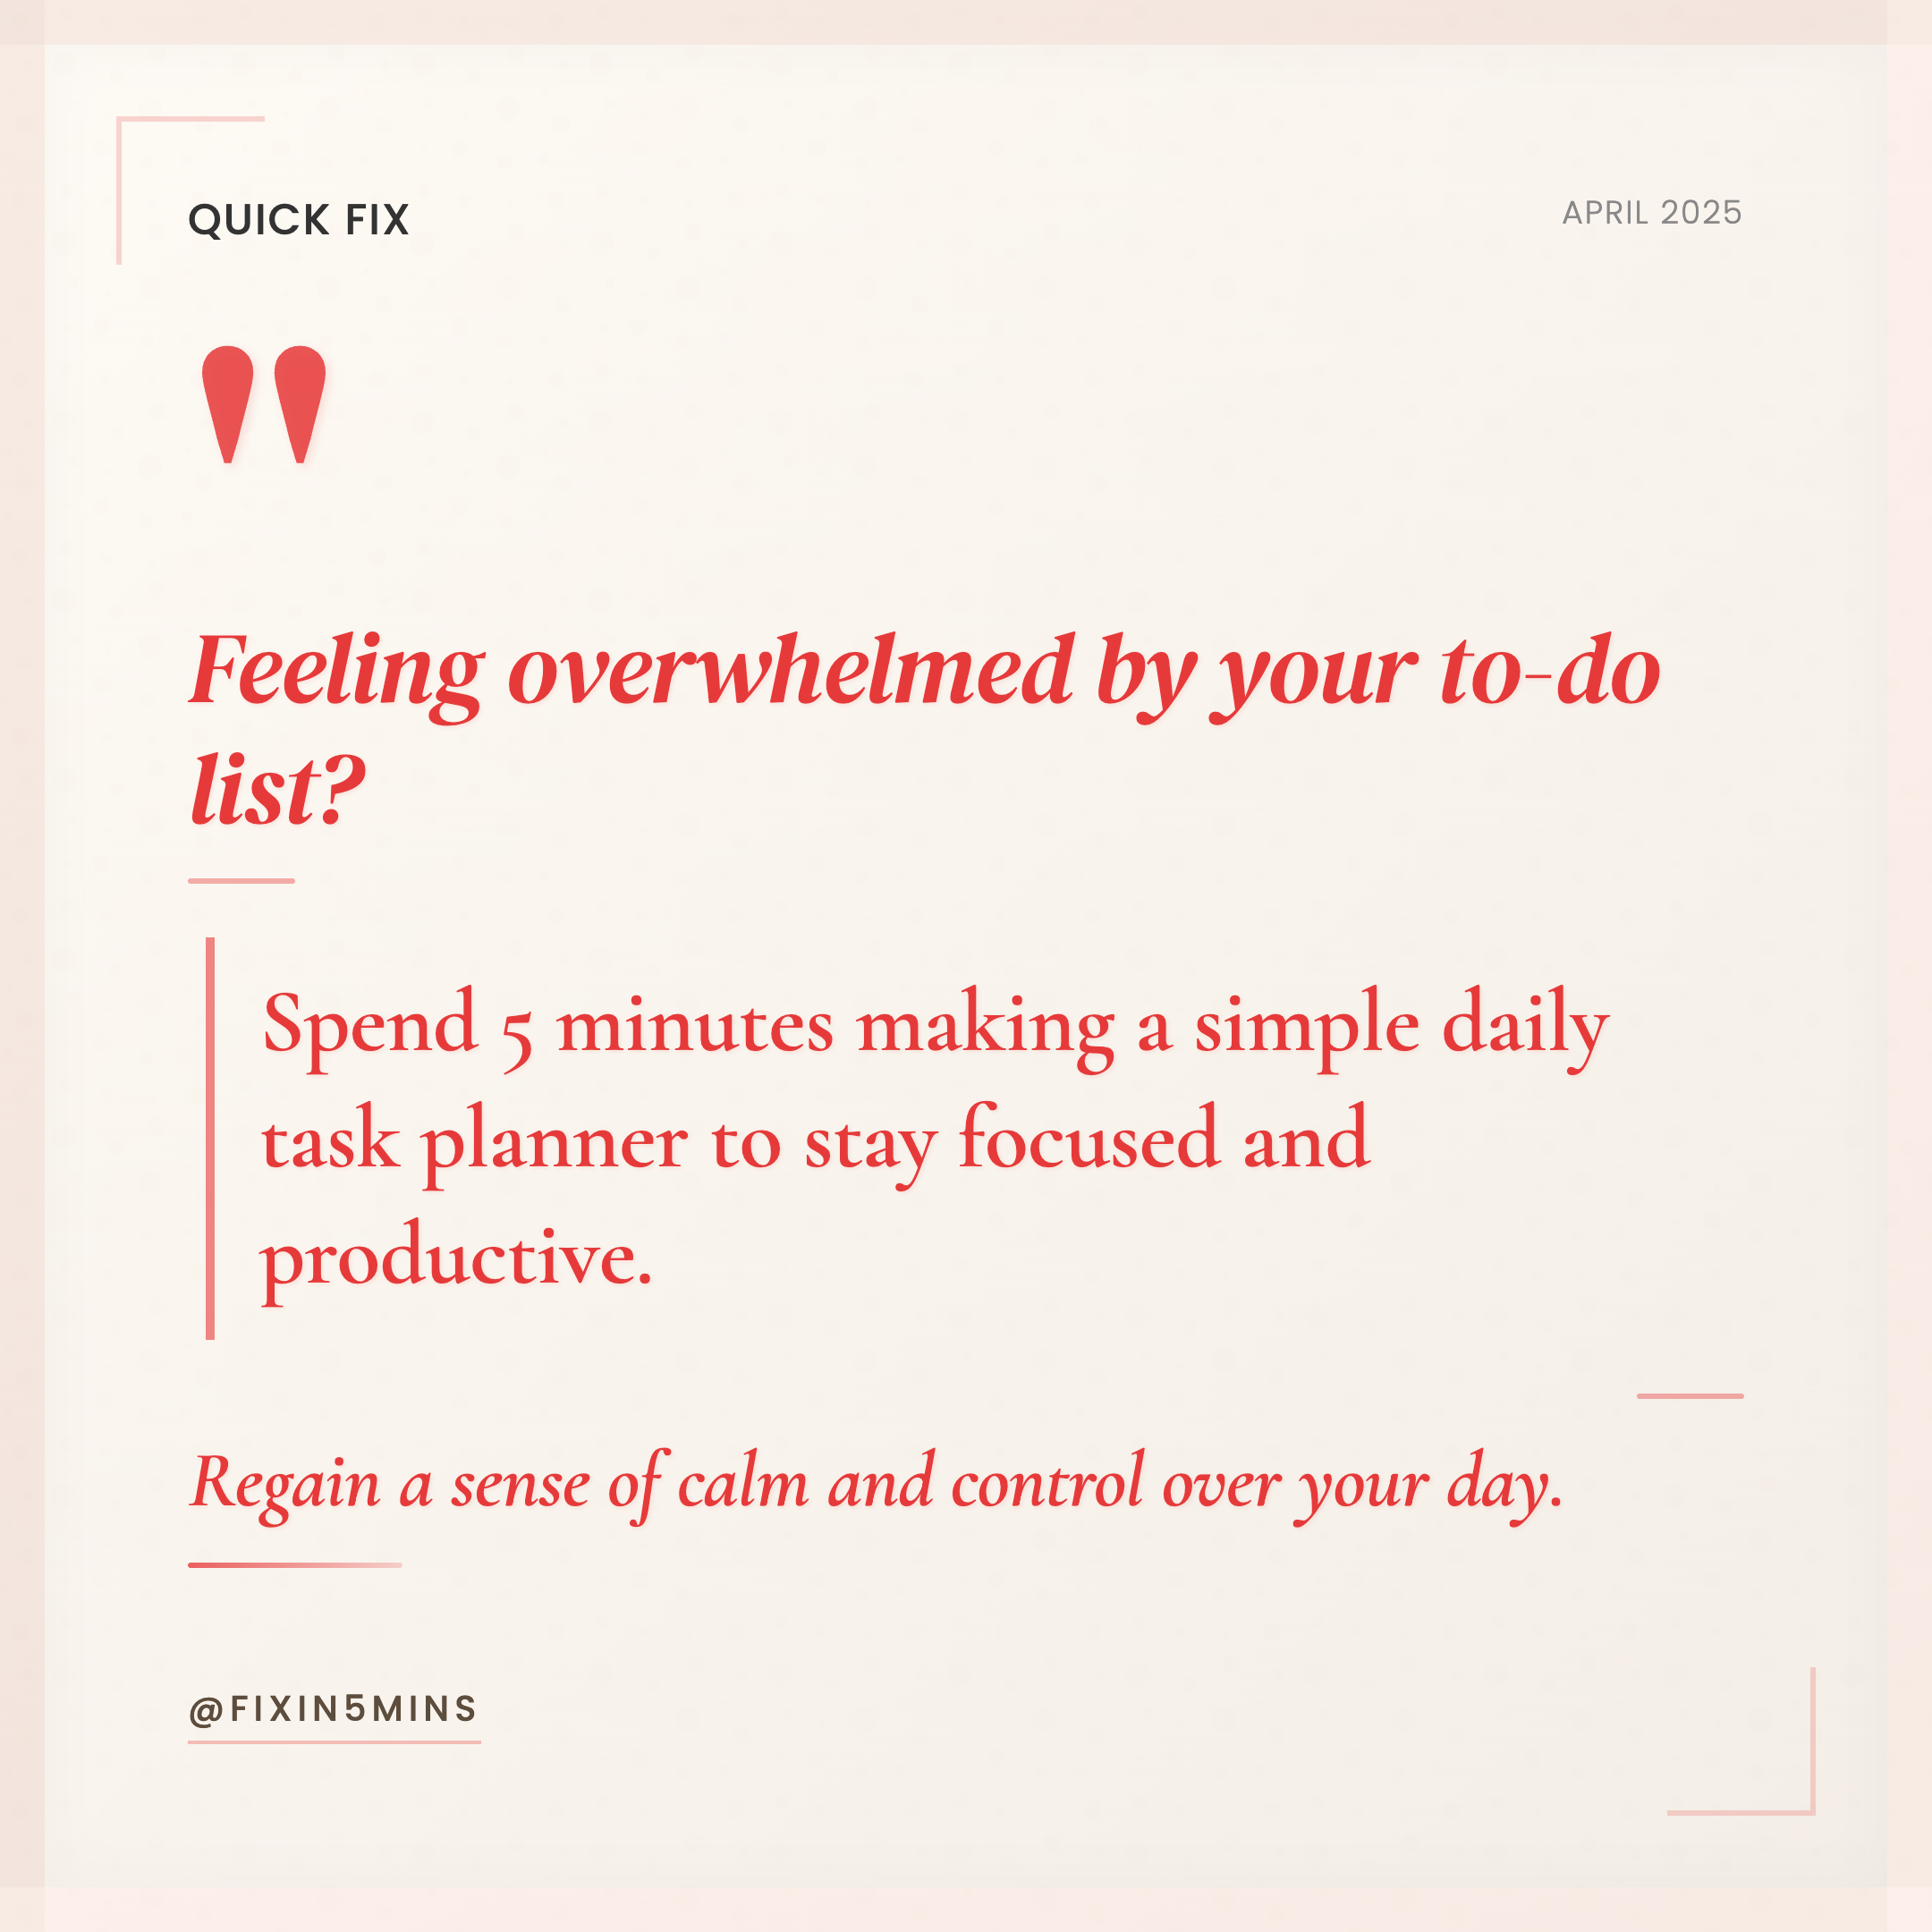 QUICK FIX
APRIL 2025
"
Feeling overwhelmed by your to-do
list?
Spend 5 minutes making a simple daily
task planner to stay focused and
productive.
Regain a sense of calm and control over your day.
@FIXIN5MINS